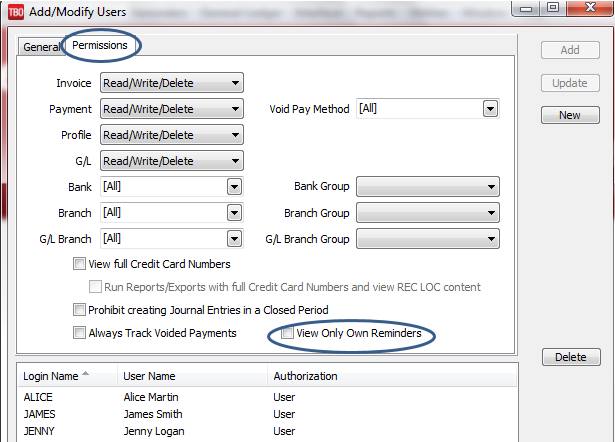 TBO Add/Modify Users
General Permissions
Add
Invoice Read/Write/Delete
Update
Payment Read/Write/Delete Void Pay Method [All]
New
Profile Read/Write/Delete
G/L Read/Write/Delete
Bank [All] Bank Group
Branch [All] Branch Group
G/L Branch [All] G/L Branch Group
View full Credit Card Numbers
Run Reports/Exports with full Credit Card Numbers and view REC LOC content
Prohibit creating Journal Entries in a Closed Period
Always Track Voided Payments View Only Own Reminders
Delete
Login Name User Name Authorization
ALICE Alice Martin User
JAMES James Smith User
JENNY Jenny Logan User